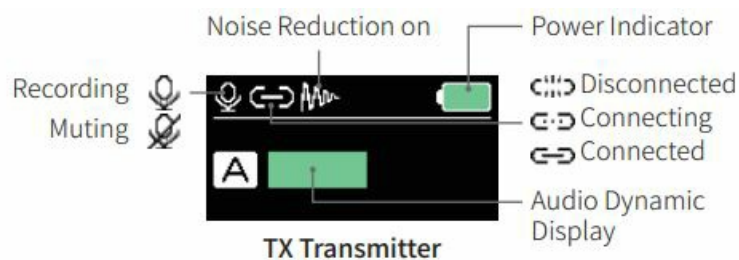 Noise Reduction on
Power Indicator
Recording
Muting
Disconnected
Connecting
Connected
A
Audio Dynamic
Display
TX Transmitter